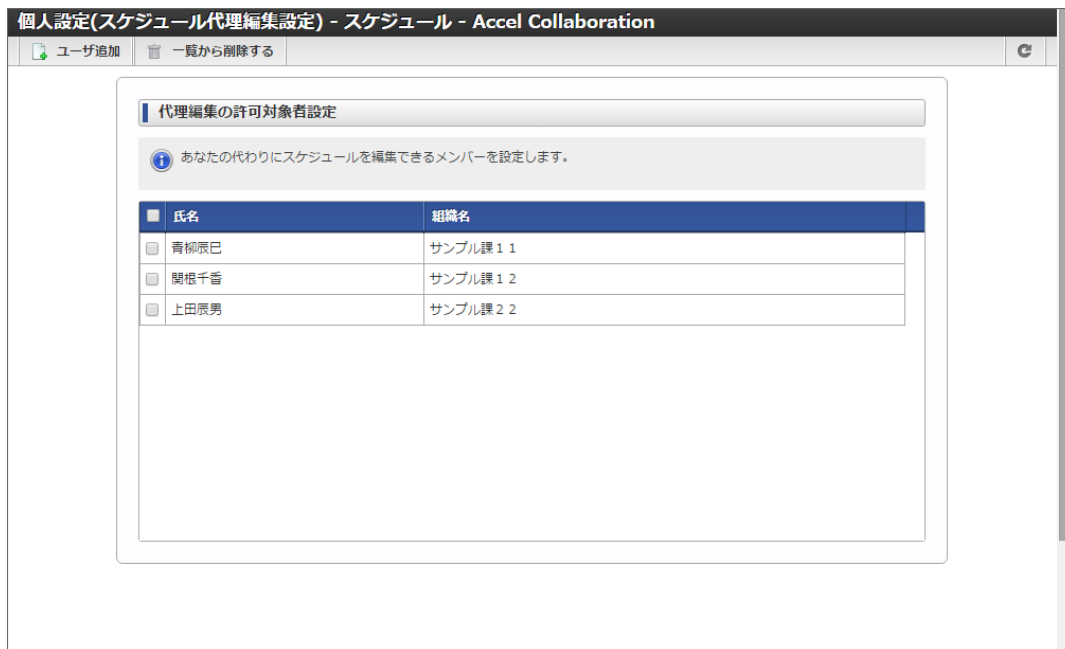 個人設定(スケジュール代理編集設定) - スケジュール - Accel Collaboration
ユーザ追加 一覧から削除する
代理編集の許可対象者設定
あなたの代わりにスケジュールを編集できるメンバーを設定します。
氏名 組織名
青柳辰巳 サンプル課１１
関根千香 サンプル課１２
上田辰男 サンプル課２２